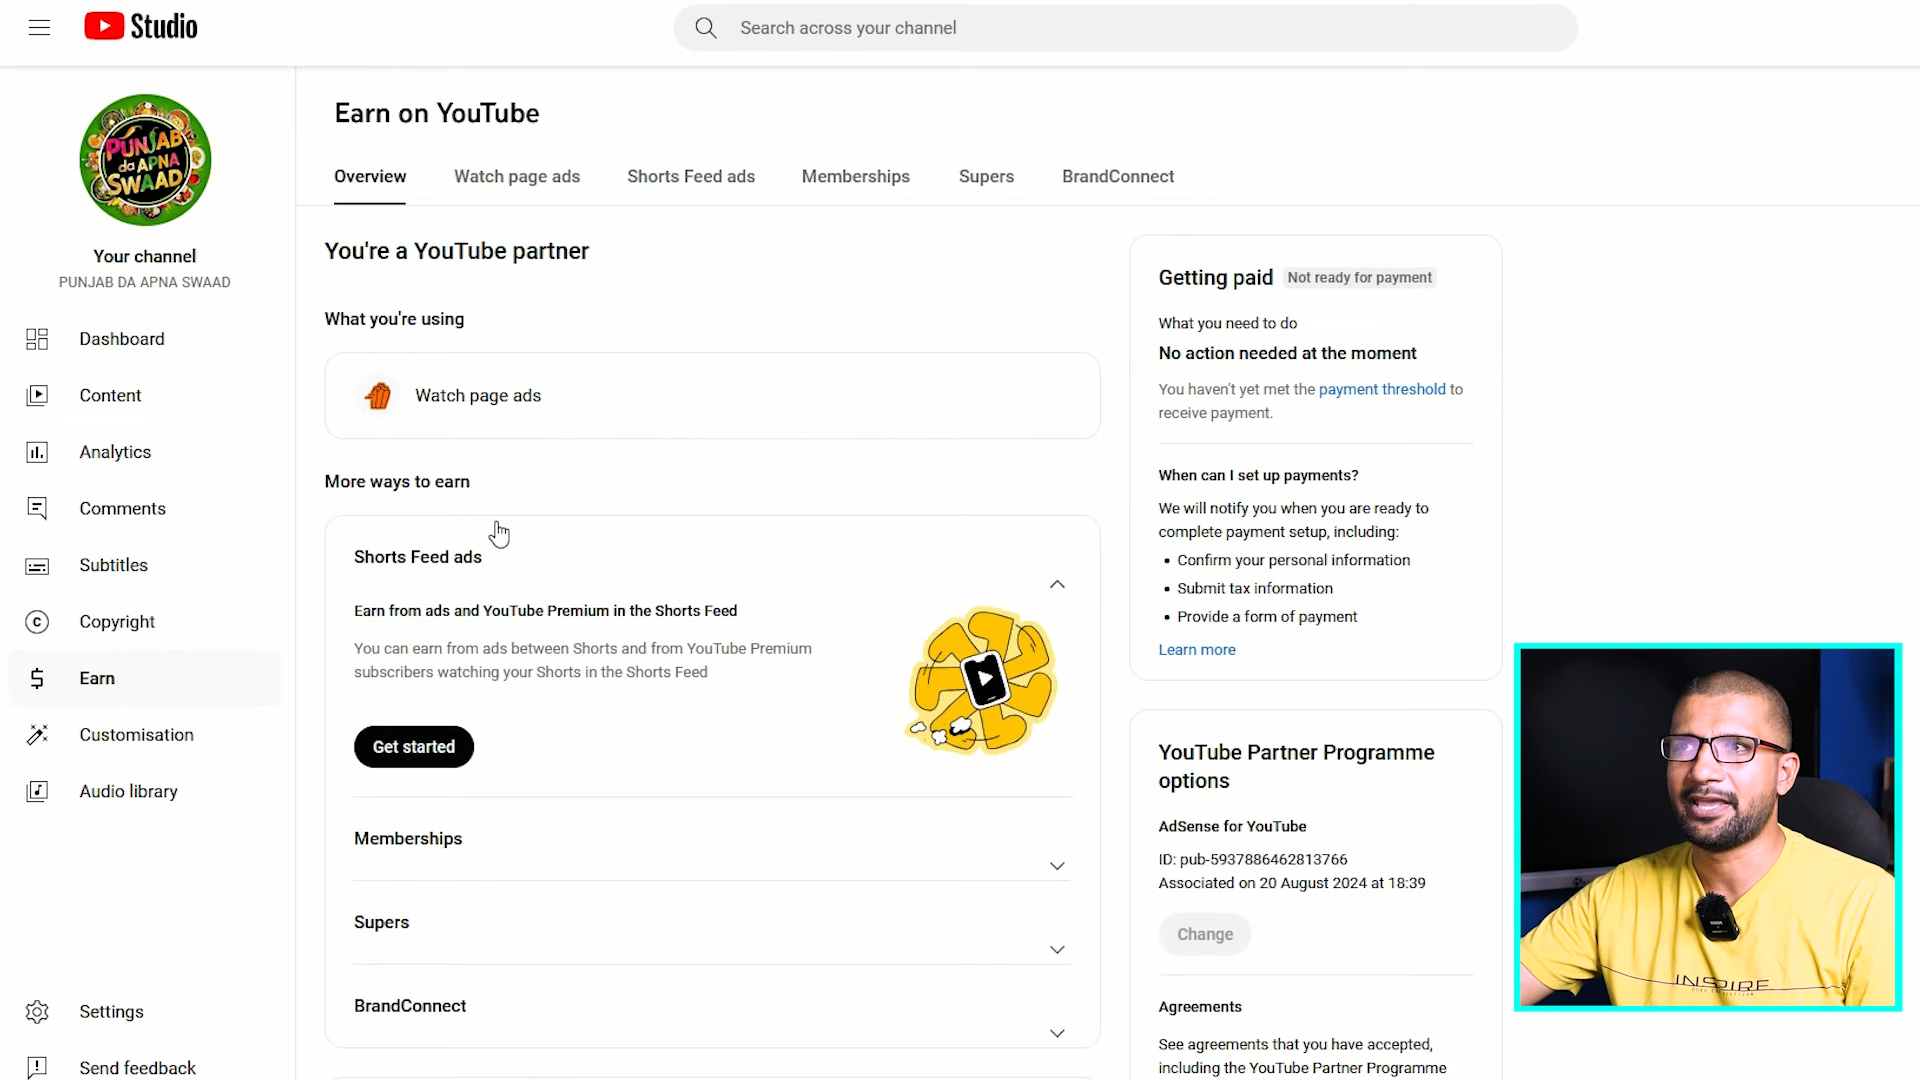 Studio
Search across your channel
PUNJAB
da APNA
SWAAD
Your channel
PUNJAB DA APNA SWAAD
Dashboard
Content
Analytics
Comments
Subtitles
Copyright
Earn
Customisation
Audio library
Settings
Send feedback
Earn on YouTube
Overview
Watch page ads
Shorts Feed ads
Memberships
Supers
BrandConnect
You're a YouTube partner
What you're using
Watch page ads
More ways to earn
Shorts Feed ads
Earn from ads and YouTube Premium in the Shorts Feed
You can earn from ads between Shorts and from YouTube Premium
subscribers watching your Shorts in the Shorts Feed
Get started
Memberships
Supers
BrandConnect
Getting paid
Not ready for payment
What you need to do
No action needed at the moment
You haven't yet met the payment threshold to
receive payment.
When can I set up payments?
We will notify you when you are ready to
complete payment setup, including:
• Confirm your personal information
• Submit tax information
• Provide a form of payment
Learn more
YouTube Partner Programme
options
AdSense for YouTube
ID: pub-5937886462813766
Associated on 20 August 2024 at 18:39
Change
Agreements
See agreements that you have accepted,
including the YouTube Partner Programme
INSPIRE